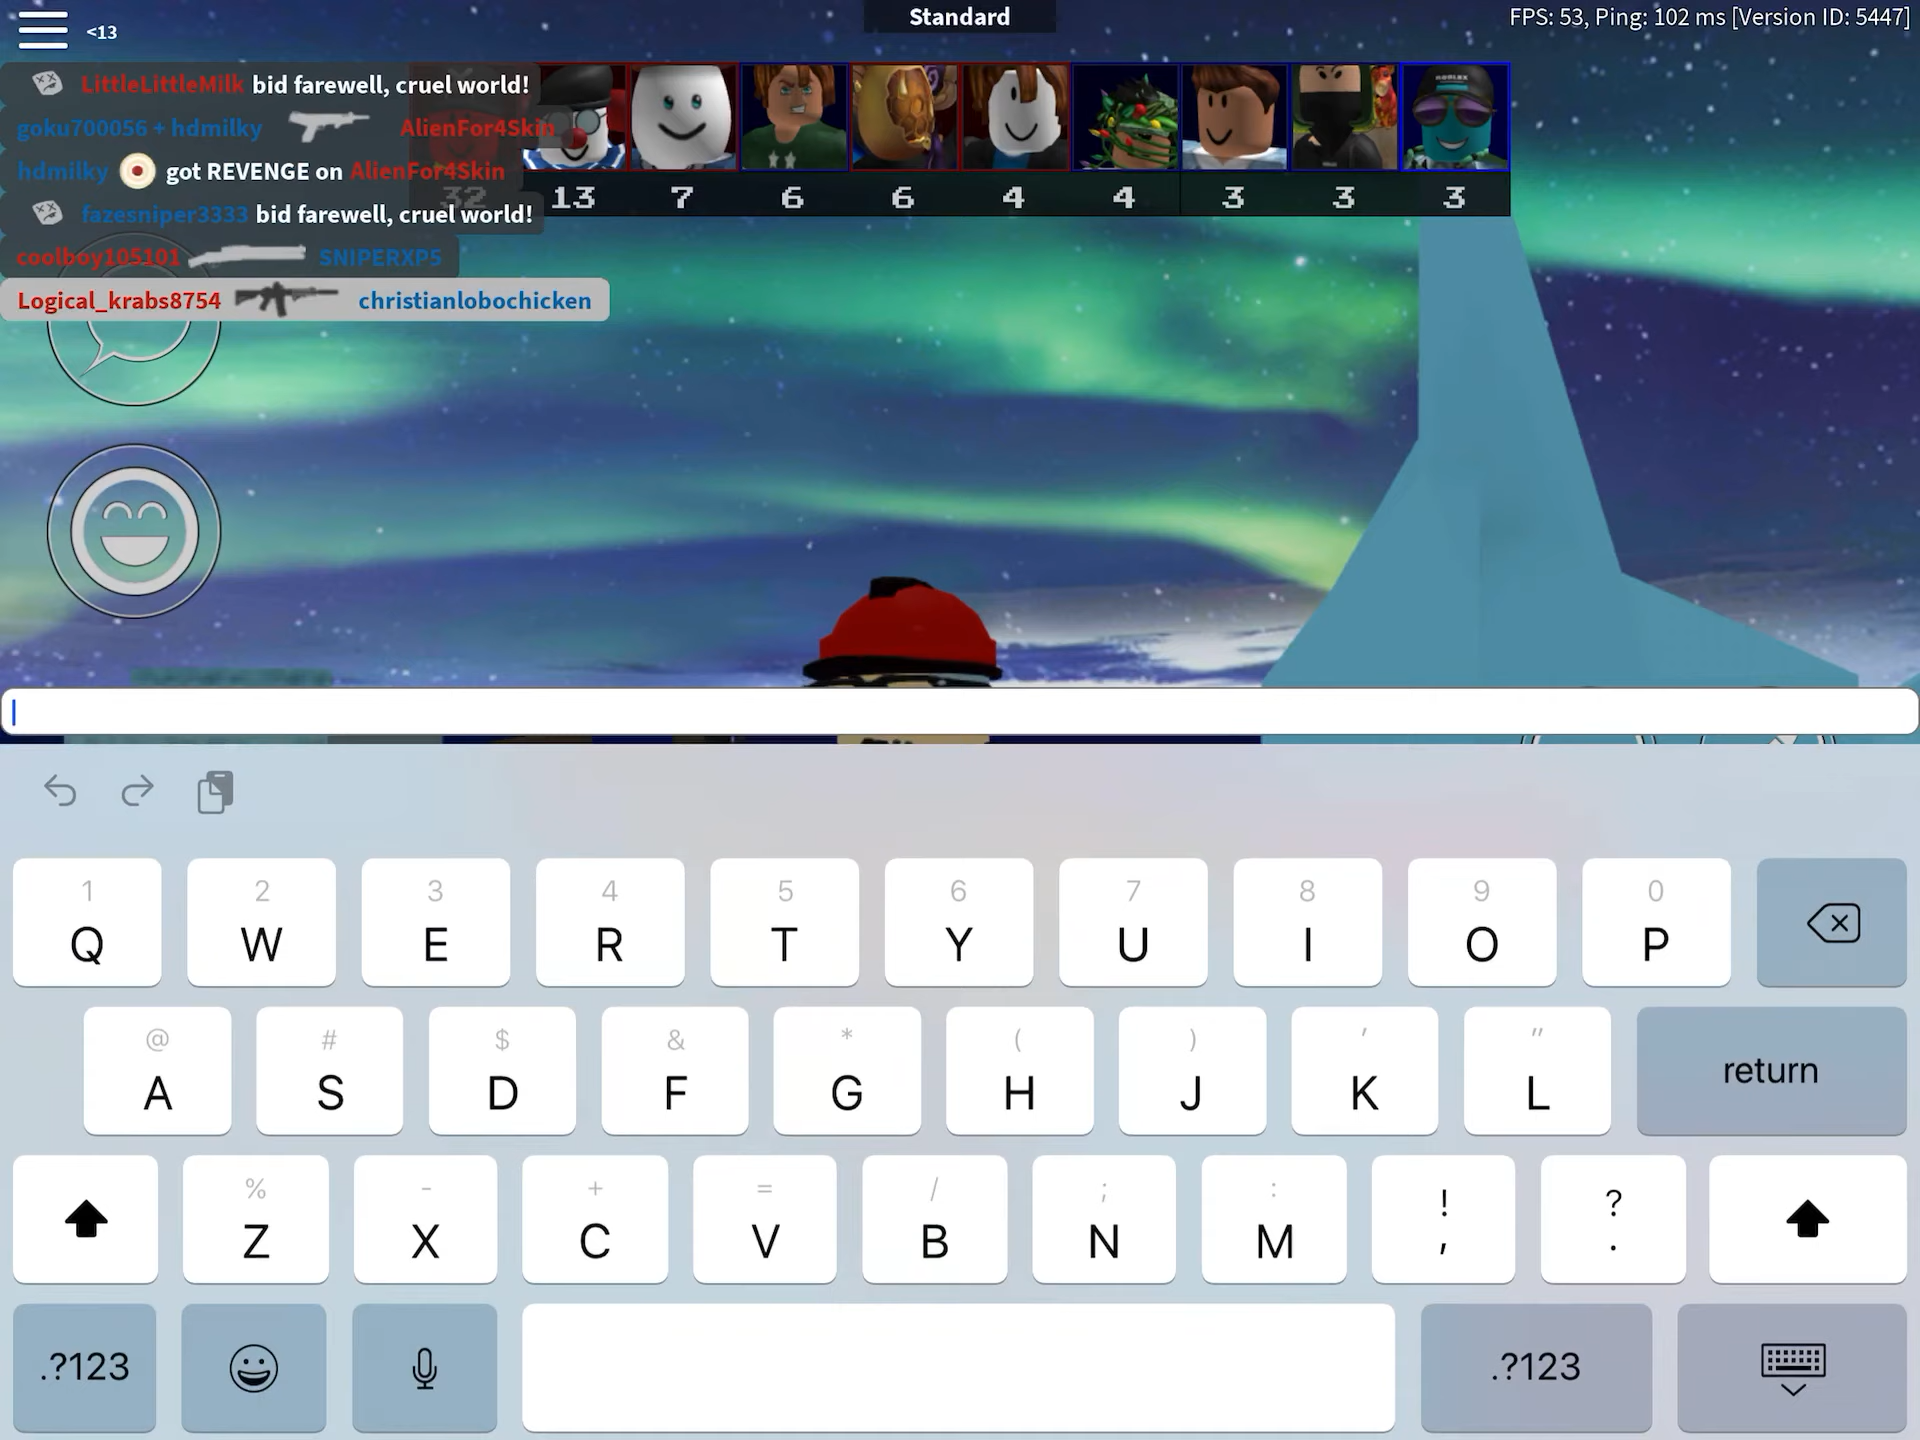 <13
Standard
FPS: 53, Ping: 102 ms [Version ID: 5447]
LittleLittleMilk bid farewell, cruel world!
goku700056 + hdmilky AlienFor4Skin
hdmilky got REVENGE on AlienFor4Skin
fazesniper3333 bid farewell, cruel world!
coolboy105101 SNIPERXP5
Logical_krabs8754 christianlobochicken
ROBLOX
32 13 7 6 6 4 4 3 3 3
1 2 3 4 5 6 7 8 9 0
Q W E R T Y U I O P
@ # $ & * ( ) ' "
A S D F G H J K L return
% - + = / ; : ! ?
Z X C V B N M , .
.?123 .?123